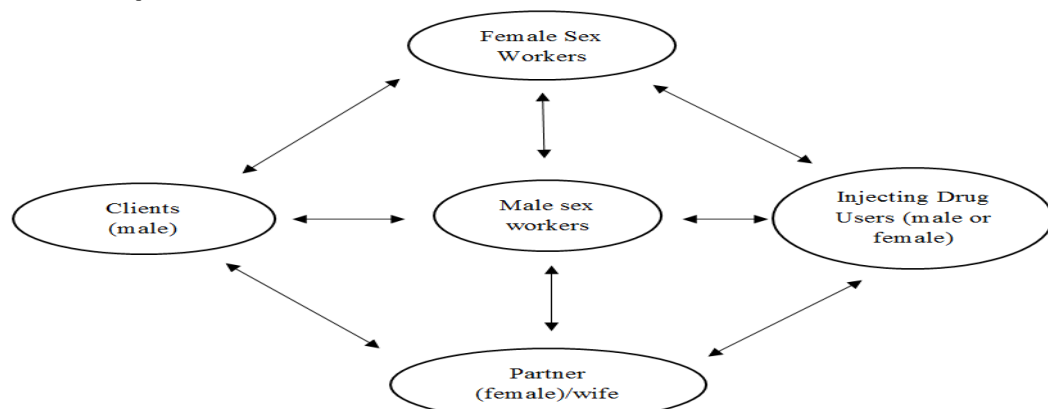 Female Sex
Workers
Clients
(male)
Male sex
workers
Injecting Drug
Users (male or
female)
Partner
(female)/wife